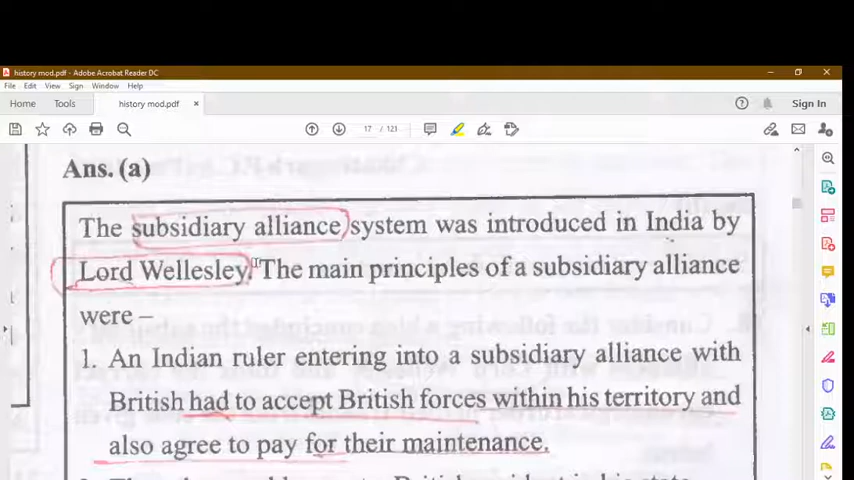 history mod.pdf - Adobe Acrobat Reader DC
File Edit View Sign Window Help
Home Tools history mod.pdf × Sign In
17 / 121
Ans. (a)
The subsidiary alliance system was introduced in India by
Lord Wellesley. The main principles of a subsidiary alliance
were –
1. An Indian ruler entering into a subsidiary alliance with
British had to accept British forces within his territory and
also agree to pay for their maintenance.